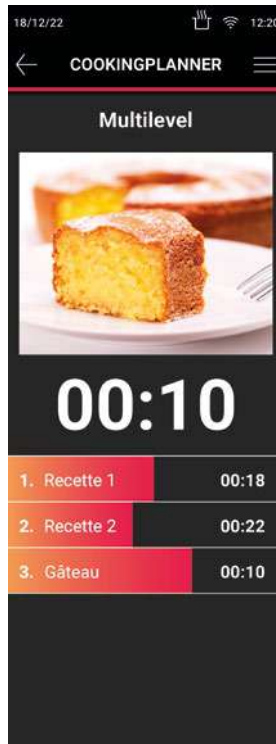 18/12/22 12:20
COOKINGPLANNER
Multilevel
00:10
1. Recette 1 00:18
2. Recette 2 00:22
3. Gâteau 00:10